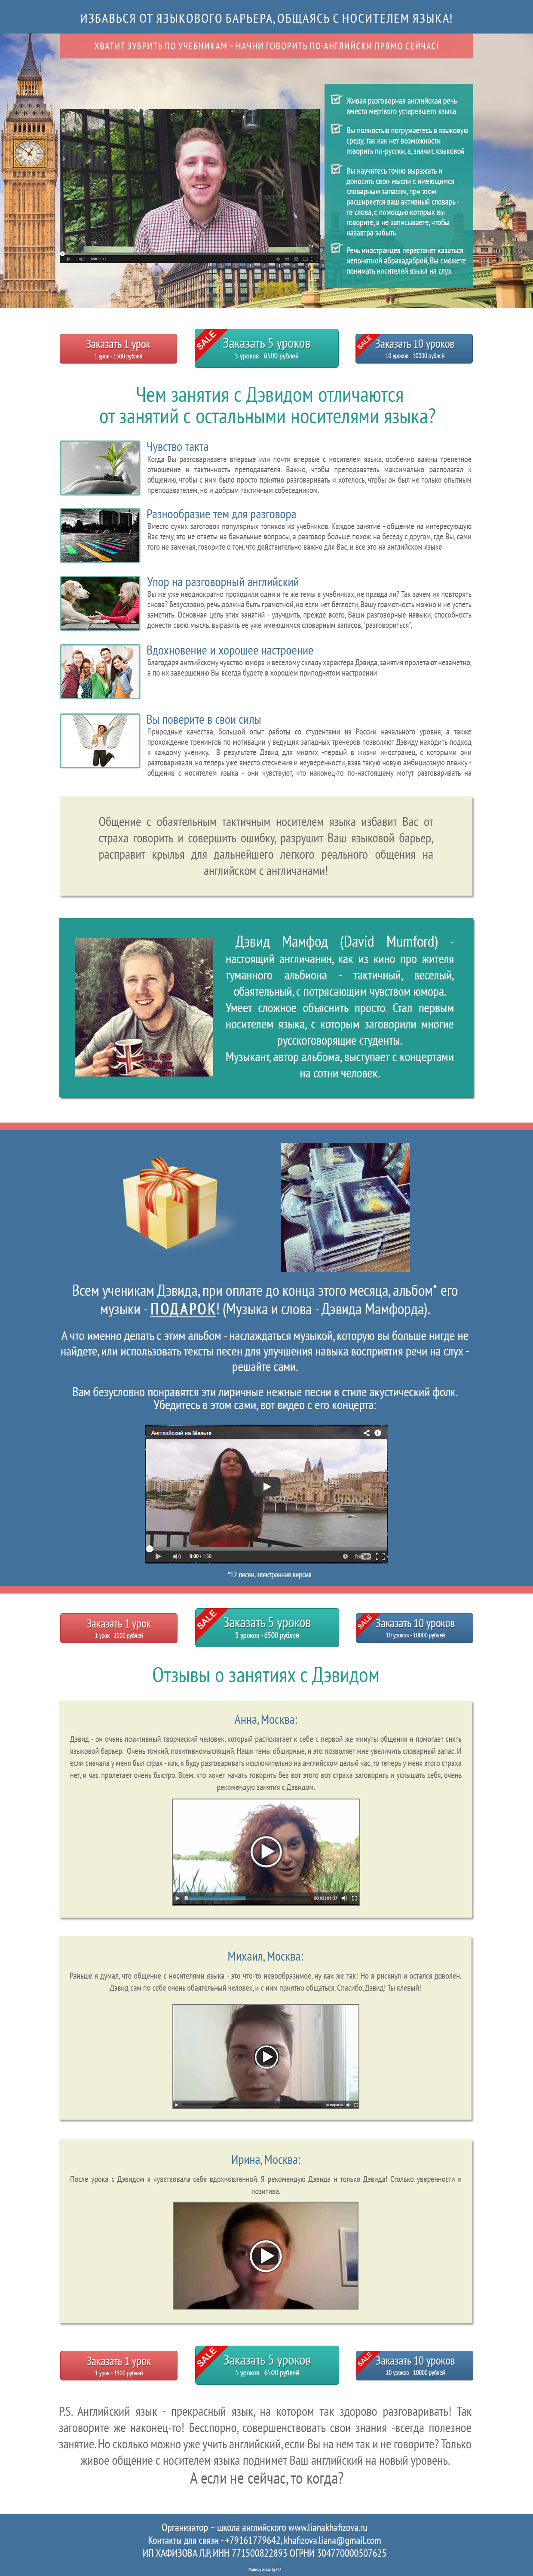 ИЗБАВЬСЯ ОТ ЯЗЫКОВОГО БАРЬЕРА, ОБЩАЯСЬ С НОСИТЕЛЕМ ЯЗЫКА!
ХВАТИТ ЗУБРИТЬ ПО УЧЕБНИКАМ – НАЧНИ ГОВОРИТЬ ПО-АНГЛИЙСКИ ПРЯМО СЕЙЧАС!
Живая разговорная английская речь
вместо мертвого устаревшего языка
Вы полностью погружаетесь в языковую
среду, так как нет возможности
говорить по-русски, а, значит, языковой
Вы научитесь точно выражать и
доносить свои мысли с имеющимся
словарным запасом, при этом
расширяется ваш активный словарь -
те слова, с помощью которых вы
говорите, а не записываете, чтобы
назавтра забыть
Речь иностранцев перестанет казаться
непонятной абракадаброй, Вы сможете
понимать носителей языка на слух
Заказать 1 урок
1 урок - 1500 рублей
SALE
Заказать 5 уроков
5 уроков - 6500 рублей
SALE
Заказать 10 уроков
10 уроков - 10000 рублей
Чем занятия с Дэвидом отличаются
от занятий с остальными носителями языка?
Чувство такта
Когда Вы разговариваете впервые или почти впервые с носителем языка, особенно важны трепетное
отношение и тактичность преподавателя. Важно, чтобы преподаватель максимально располагал к
общению, чтобы с ним было просто приятно разговаривать и хотелось, чтобы он был не только опытным
преподавателем, но и добрым тактичным собеседником.
Разнообразие тем для разговора
Вместо сухих заготовок популярных топиков из учебников. Каждое занятие - общение на интересующую
Вас тему, это не ответы на банальные вопросы, а разговор больше похож на беседу с другом, где Вы, сами
того не замечая, говорите о том, что действительно важно для Вас, и все это на английском языке
Упор на разговорный английский
Вы же уже неоднократно проходили одни и те же темы в учебниках, не правда ли? Так зачем их повторять
снова? Безусловно, речь должна быть грамотной, но если нет беглости, Вашу грамотность можно и не успеть
заметить. Основная цель этих занятий - улучшить, прежде всего, Ваши разговорные навыки, способность
донести свою мысль, выразить ее уже имеющимся словарным запасов, "разговориться".
Вдохновение и хорошее настроение
Благодаря английскому чувство юмора и веселому складу характера Дэвида, занятия пролетают незаметно,
а по их завершению Вы всегда будете в хорошем приподнятом настроении
Вы поверите в свои силы
Природные качества, большой опыт работы со студентами из России начального уровня, а также
прохождение тренингов по мотивации у ведущих западных тренеров позволяют Дэвиду находить подход
к каждому ученику. В результате Дэвид для многих -первый в жизни иностранец, с которыми они
разговаривали, но теперь уже вместо стеснения и неуверенности, взяв такую новую амбициозную планку -
общение с носителя языка - они чувствуют, что наконец-то по-настоящему могут разговаривать на
Общение с обаятельным тактичным носителем языка избавит Вас от
страха говорить и совершить ошибку, разрушит Ваш языковой барьер,
расправит крылья для дальнейшего легкого реального общения на
английском с англичанами!
Дэвид Мамфод (David Mumford) -
настоящий англичанин, как из кино про жителя
туманного альбиона - тактичный, веселый,
обаятельный, с потрясающим чувством юмора.
Умеет сложное объяснить просто. Стал первым
носителем языка, с которым заговорили многие
русскоговорящие студенты.
Музыкант, автор альбома, выступает с концертами
на сотни человек.
Всем ученикам Дэвида, при оплате до конца этого месяца, альбом* его
музыки - ПОДАРОК! (Музыка и слова - Дэвида Мамфорда).
А что именно делать с этим альбом - наслаждаться музыкой, которую вы больше нигде не
найдете, или использовать тексты песен для улучшения навыка восприятия речи на слух -
решайте сами.
Вам безусловно понравятся эти лиричные нежные песни в стиле акустический фолк.
Убедитесь в этом сами, вот видео с его концерта:
Английский на Мальте
0:00 / 1:58
YouTube
*12 песен, электронная версия
Заказать 1 урок
1 урок - 1500 рублей
SALE
Заказать 5 уроков
5 уроков - 6500 рублей
SALE
Заказать 10 уроков
10 уроков - 10000 рублей
Отзывы о занятиях с Дэвидом
Анна, Москва:
Дэвид - он очень позитивный творческий человек, который располагает к себе с первой же минуты общения и помогает снять
языковой барьер. Очень тонкий, позитивномыслящий. Наши темы обширные, и это позволяет мне увеличить словарный запас. И
если сначала у меня был страх - как, я буду разговаривать исключительно на английском целый час, то теперь у меня этого страха
нет, и час пролетает очень быстро. Всем, кто хочет начать говорить без вот этого вот страха заговорить и услышать себя, очень
рекомендую занятия с Дэвидом.
00:02 | 01:37
Михаил, Москва:
Раньше я думал, что общение с носителями языка - это что-то невообразимое, ну как же так! Но я рискнул и остался доволен.
Дэвид сам по себе очень обаятельный человек, и с ним приятно общаться. Спасибо, Дэвид! Ты клевый!
Ирина, Москва:
После урока с Дэвидом я чувствовала себе вдохновленной. Я рекомендую Дэвида и только Дэвида! Столько уверенности и
позитива.
Заказать 1 урок
1 урок - 1500 рублей
SALE
Заказать 5 уроков
5 уроков - 6500 рублей
SALE
Заказать 10 уроков
10 уроков - 10000 рублей
P.S. Английский язык - прекрасный язык, на котором так здорово разговаривать! Так
заговорите же наконец-то! Бесспорно, совершенствовать свои знания -всегда полезное
занятие. Но сколько можно уже учить английский, если Вы на нем так и не говорите? Только
живое общение с носителем языка поднимет Ваш английский на новый уровень.
А если не сейчас, то когда?
Организатор – школа английского www.lianakhafizova.ru
Контакты для связи - +79161779642, khafizova.liana@gmail.com
ИП ХАФИЗОВА Л.Р, ИНН 771500822893 ОГРНИ 304770000507625
Made by Butterfly777